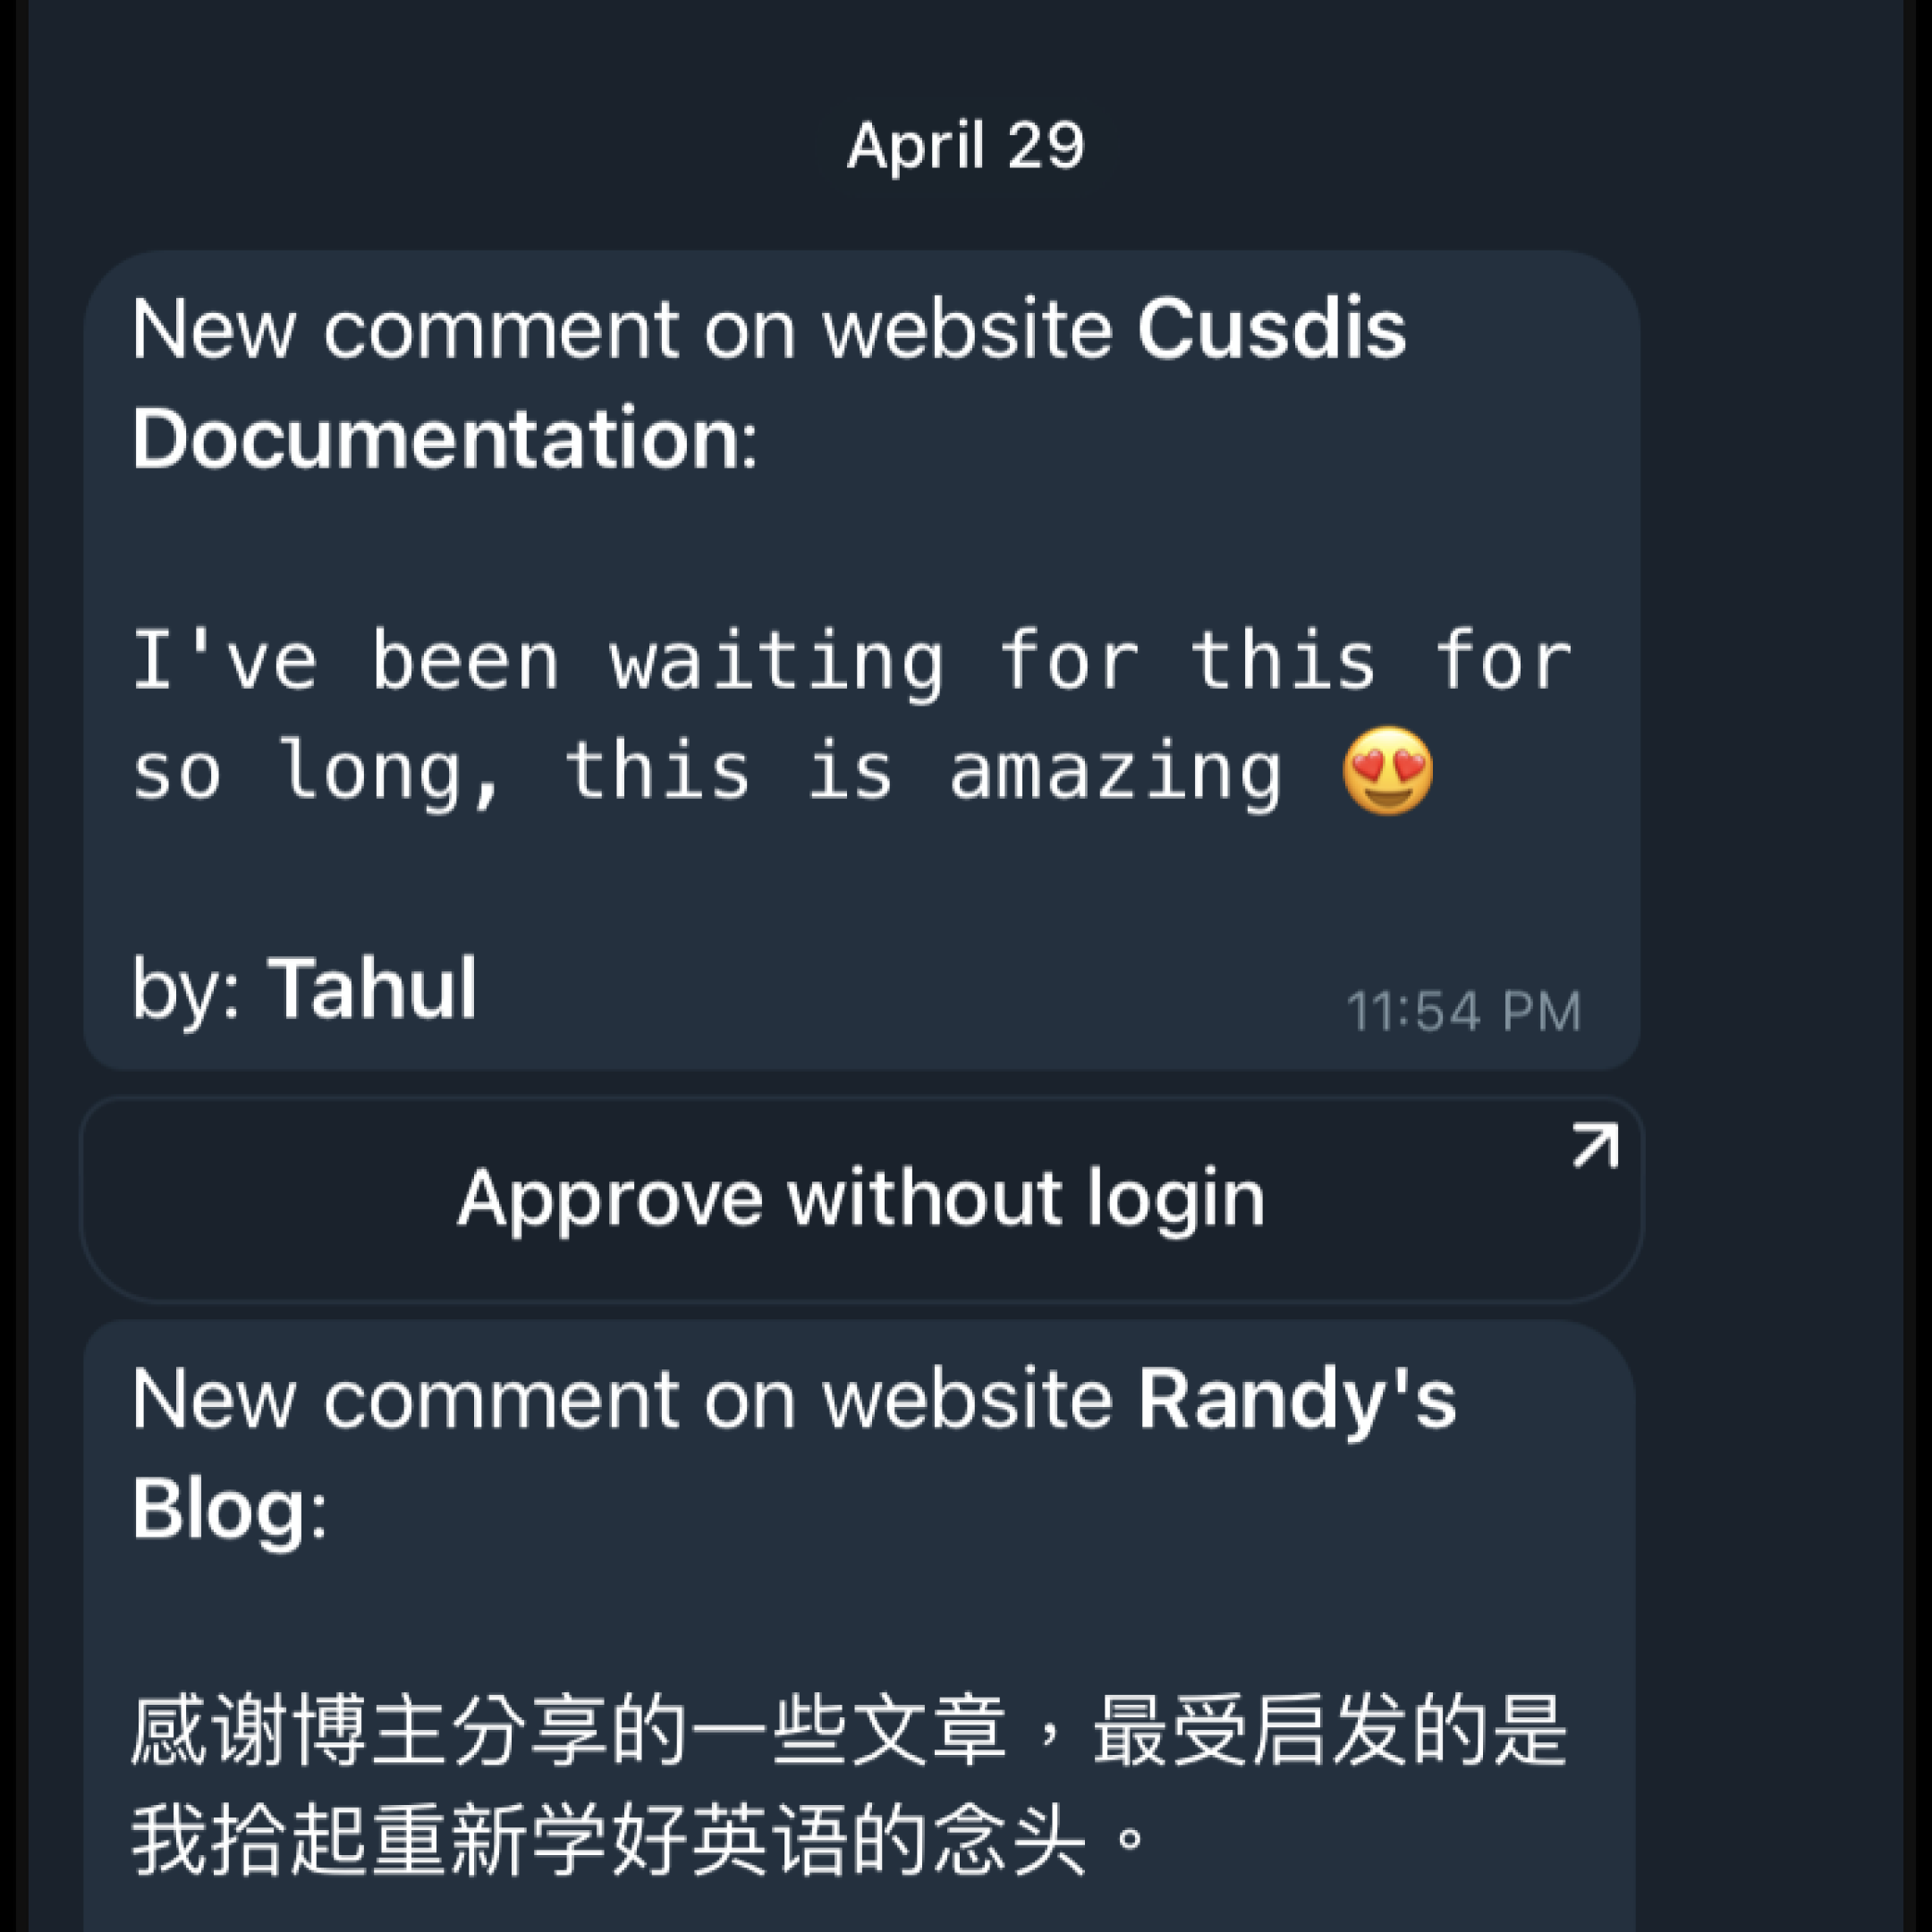 April 29
New comment on website Cusdis
Documentation:
I've been waiting for this for
so long, this is amazing 😍
by: Tahul
11:54 PM
Approve without login
New comment on website Randy's
Blog:
感谢博主分享的一些文章，最受启发的是
我拾起重新学好英语的念头。